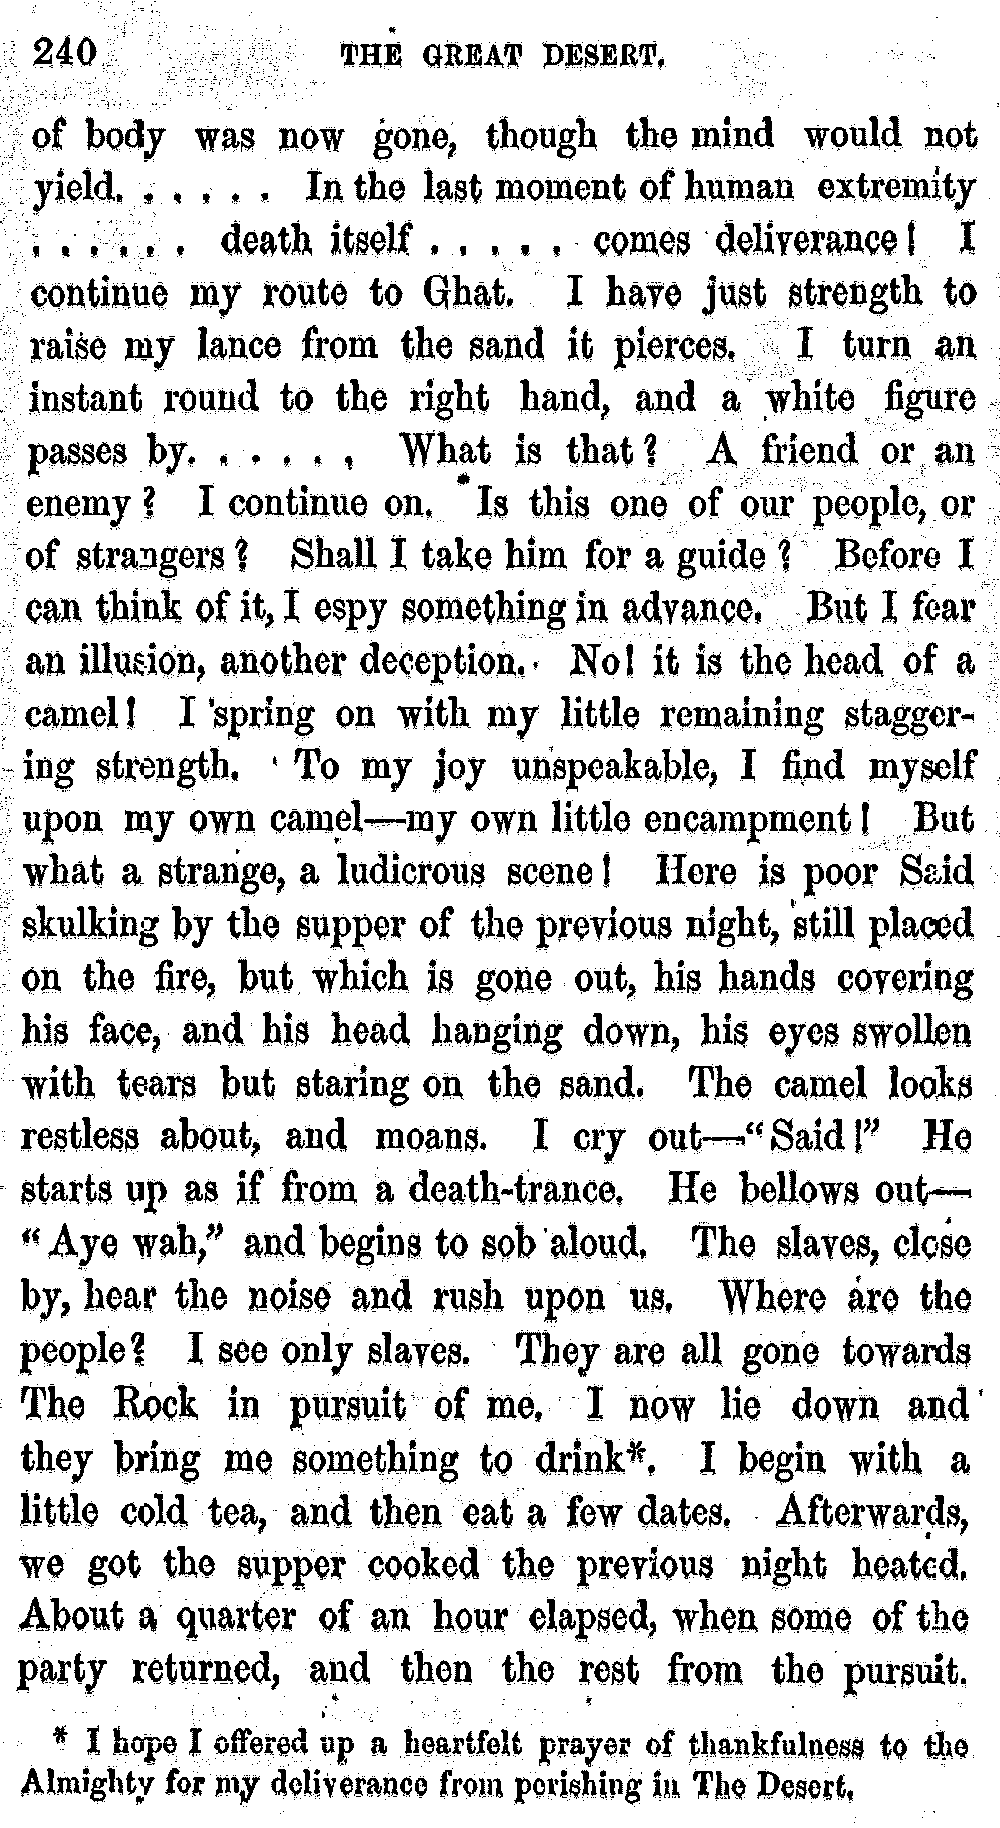 240 THE GREAT DESERT.
of body was now gone, though the mind would not
yield. . . . . . In the last moment of human extremity
. . . . . . death itself . . . . . comes deliverance! I
continue my route to Ghat. I have just strength to
raise my lance from the sand it pierces. I turn an
instant round to the right hand, and a white figure
passes by. . . . . . What is that? A friend or an
enemy? I continue on. Is this one of our people, or
of strangers? Shall I take him for a guide? Before I
can think of it, I espy something in advance. But I fear
an illusion, another deception. No! it is the head of a
camel! I spring on with my little remaining stagger-
ing strength. To my joy unspeakable, I find myself
upon my own camel—my own little encampment! But
what a strange, a ludicrous scene! Here is poor Said
skulking by the supper of the previous night, still placed
on the fire, but which is gone out, his hands covering
his face, and his head hanging down, his eyes swollen
with tears but staring on the sand. The camel looks
restless about, and moans. I cry out—"Said!" He
starts up as if from a death-trance. He bellows out—
"Aye wah," and begins to sob aloud. The slaves, close
by, hear the noise and rush upon us. Where are the
people? I see only slaves. They are all gone towards
The Rock in pursuit of me. I now lie down and
they bring me something to drink*. I begin with a
little cold tea, and then eat a few dates. Afterwards,
we got the supper cooked the previous night heated.
About a quarter of an hour elapsed, when some of the
party returned, and then the rest from the pursuit.
* I hope I offered up a heartfelt prayer of thankfulness to the
Almighty for my deliverance from perishing in The Desert.